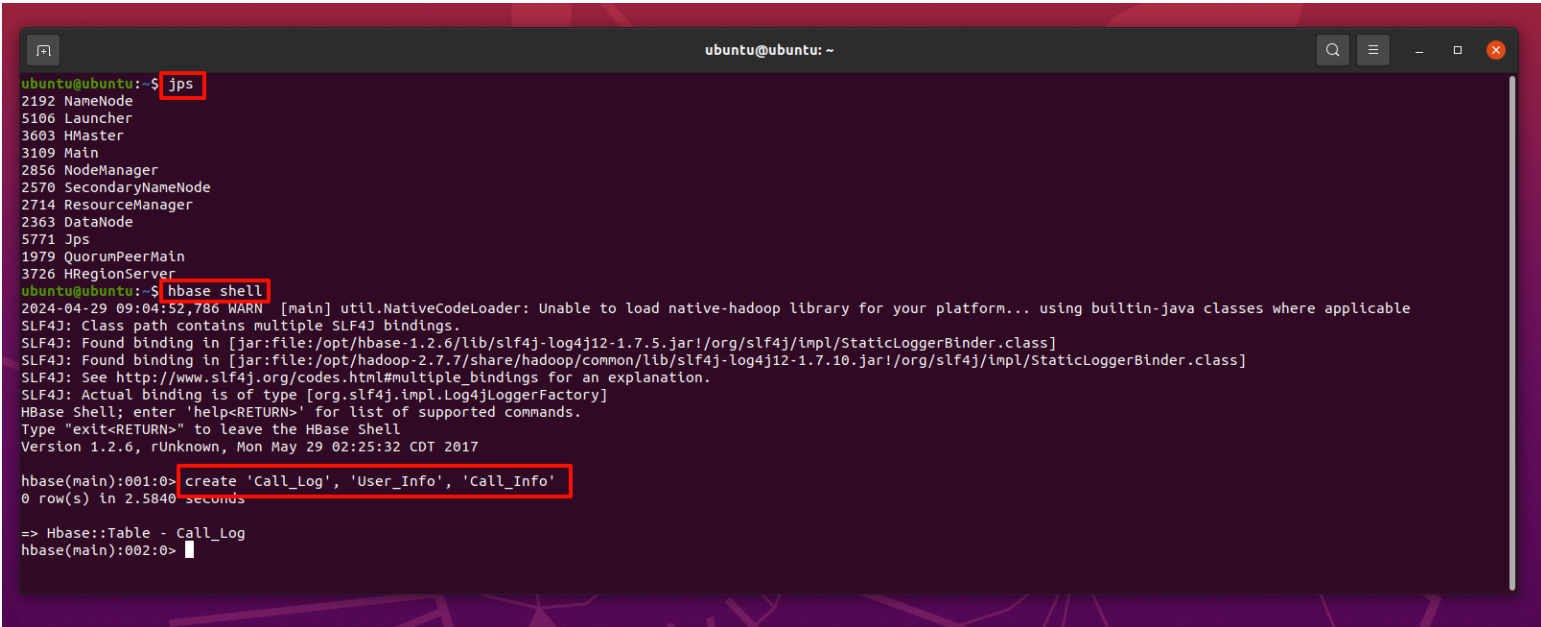 ubuntu@ubuntu: ~
ubuntu@ubuntu:~$ jps
2192 NameNode
5106 Launcher
3603 HMaster
3109 Main
2856 NodeManager
2570 SecondaryNameNode
2714 ResourceManager
2363 DataNode
5771 Jps
1979 QuorumPeerMain
3726 HRegionServer
ubuntu@ubuntu:~$ hbase shell
2024-04-29 09:04:52,786 WARN  [main] util.NativeCodeLoader: Unable to load native-hadoop library for your platform... using builtin-java classes where applicable
SLF4J: Class path contains multiple SLF4J bindings.
SLF4J: Found binding in [jar:file:/opt/hbase-1.2.6/lib/slf4j-log4j12-1.7.5.jar!/org/slf4j/impl/StaticLoggerBinder.class]
SLF4J: Found binding in [jar:file:/opt/hadoop-2.7.7/share/hadoop/common/lib/slf4j-log4j12-1.7.10.jar!/org/slf4j/impl/StaticLoggerBinder.class]
SLF4J: See http://www.slf4j.org/codes.html#multiple_bindings for an explanation.
SLF4J: Actual binding is of type [org.slf4j.impl.Log4jLoggerFactory]
HBase Shell; enter 'help<RETURN>' for list of supported commands.
Type "exit<RETURN>" to leave the HBase Shell
Version 1.2.6, rUnknown, Mon May 29 02:25:32 CDT 2017
hbase(main):001:0> create 'Call_Log', 'User_Info', 'Call_Info'
0 row(s) in 2.5840 seconds
=> Hbase::Table - Call_Log
hbase(main):002:0>